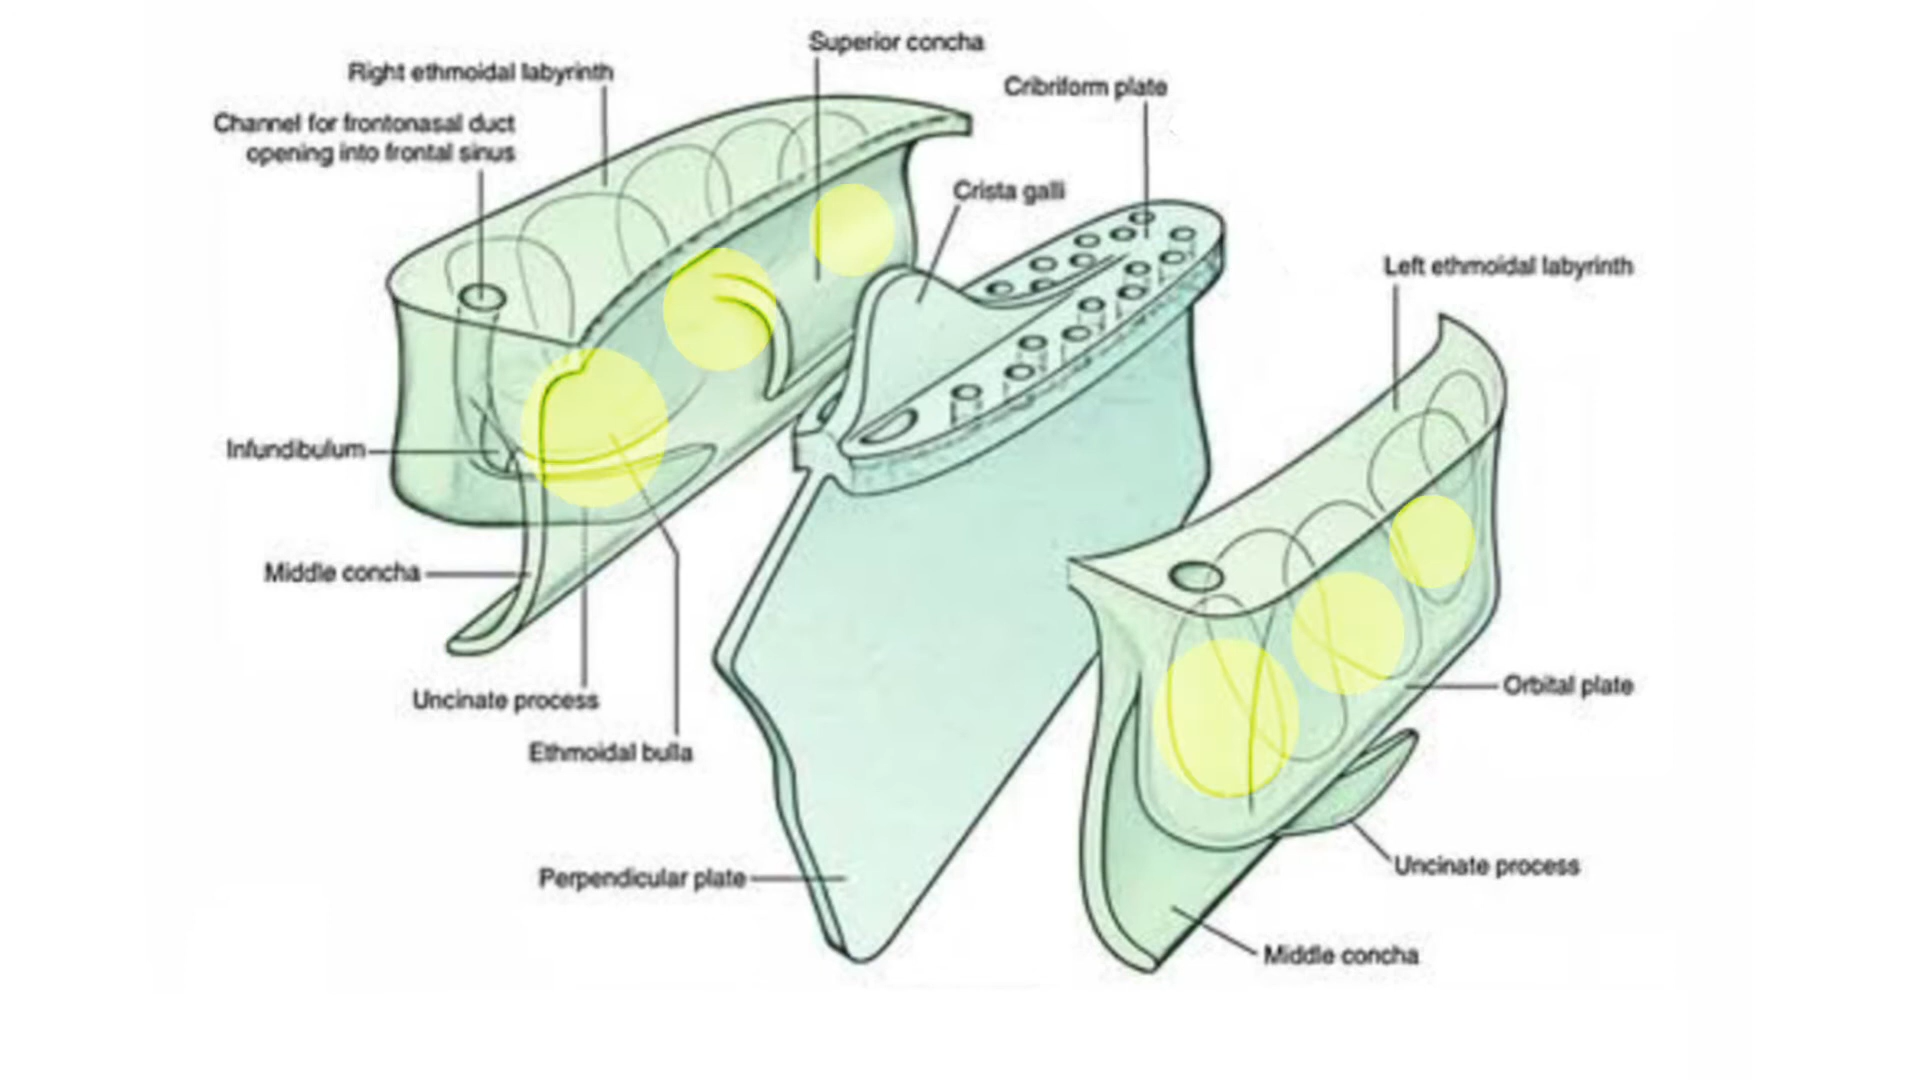 Superior concha
Right ethmoidal labyrinth
Cribriform plate
Channel for frontonasal duct
opening into frontal sinus
Crista galli
Left ethmoidal labyrinth
Infundibulum
Middle concha
Orbital plate
Uncinate process
Ethmoidal bulla
Uncinate process
Perpendicular plate
Middle concha